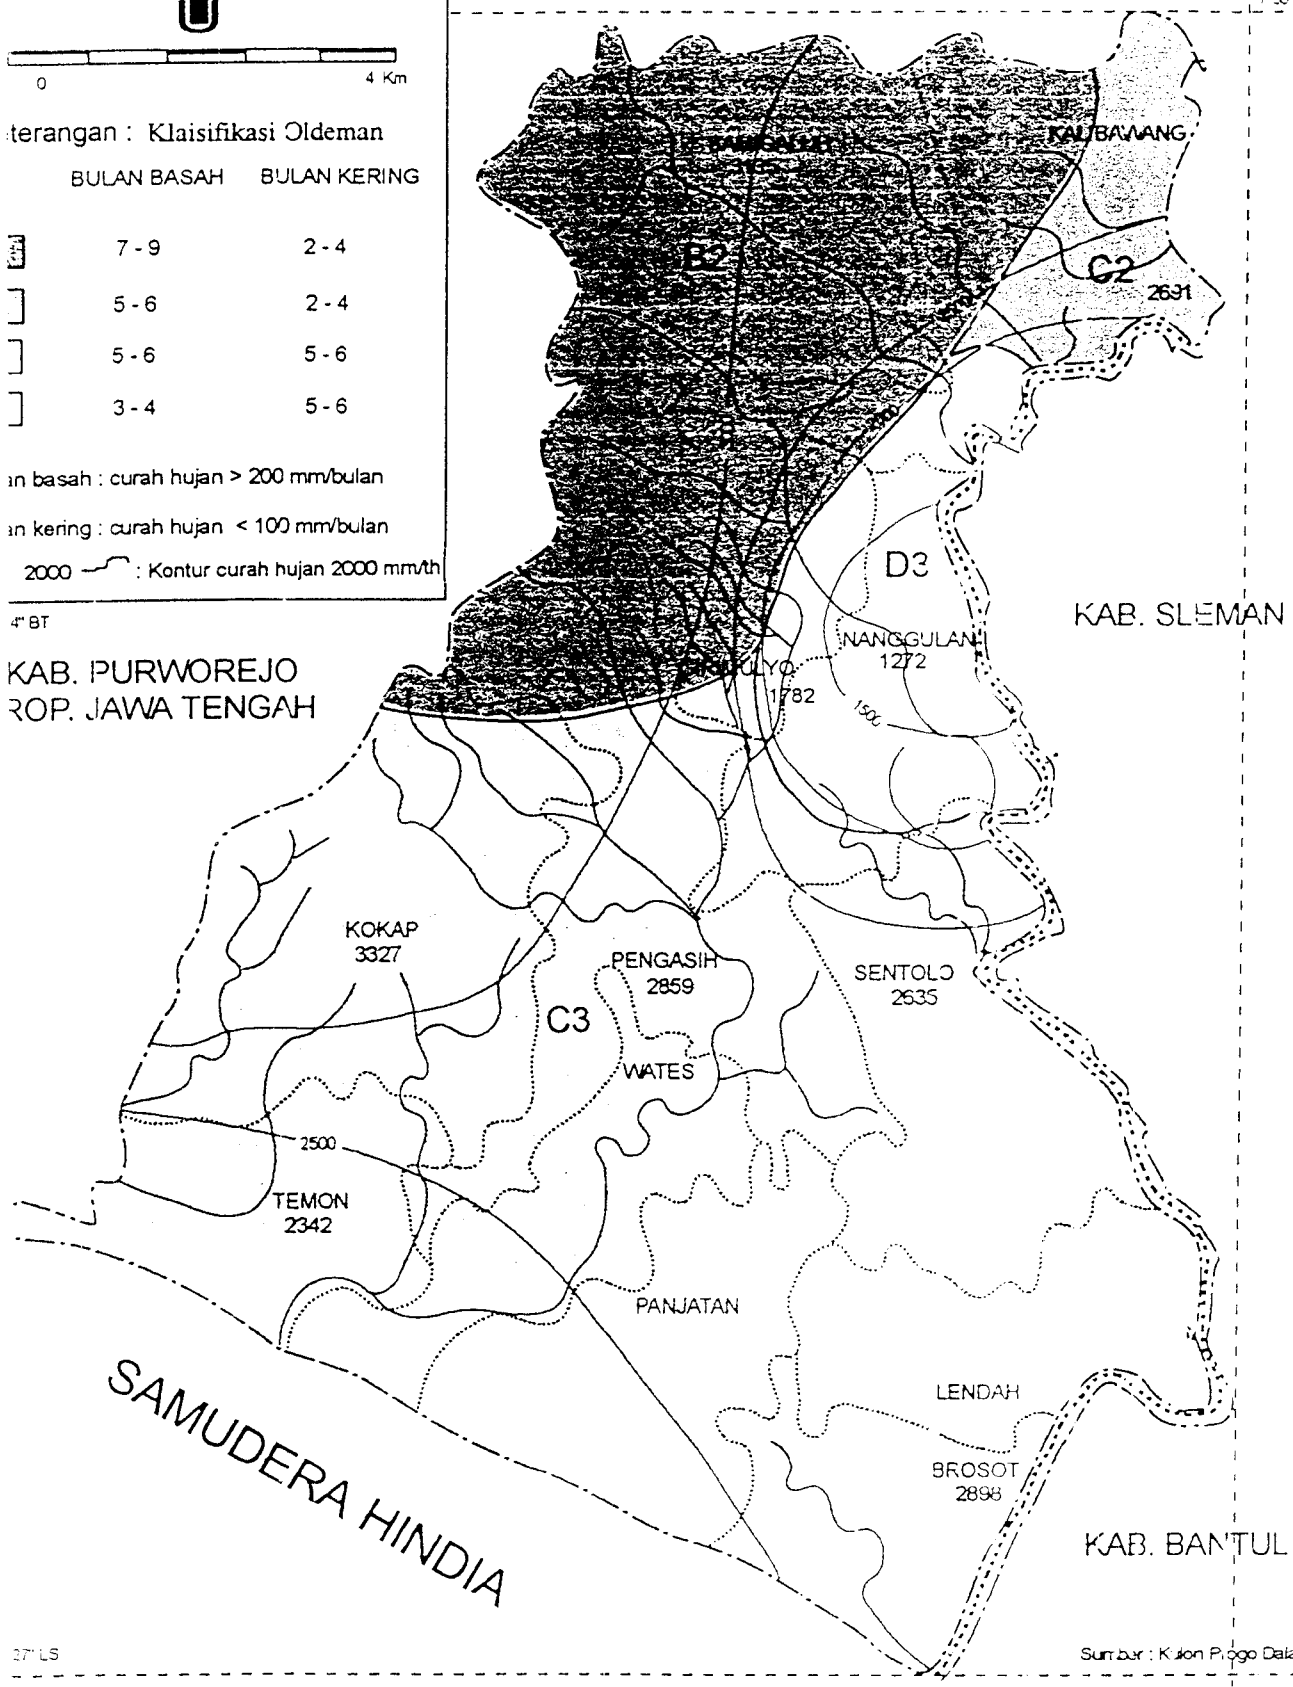 0 4 Km
terangan : Klaisifikasi Oldeman
BULAN BASAH BULAN KERING
7 - 9 2 - 4
5 - 6 2 - 4
5 - 6 5 - 6
3 - 4 5 - 6
an basah : curah hujan > 200 mm/bulan
an kering : curah hujan < 100 mm/bulan
2000 : Kontur curah hujan 2000 mm/th
4" BT
KAB. PURWOREJO
ROP. JAWA TENGAH
KALIBAWANG
B2
C2
2691
2000
D3
KAB. SLEMAN
NANGGULAN
1272
1782
1500
KOKAP
3327
PENGASIH
2859
SENTOLO
2635
C3
WATES
2500
TEMON
2342
PANJATAN
LENDAH
BROSOT
2898
SAMUDERA HINDIA
KAB. BANTUL
27" LS
Sumber : Kulon Progo Dala